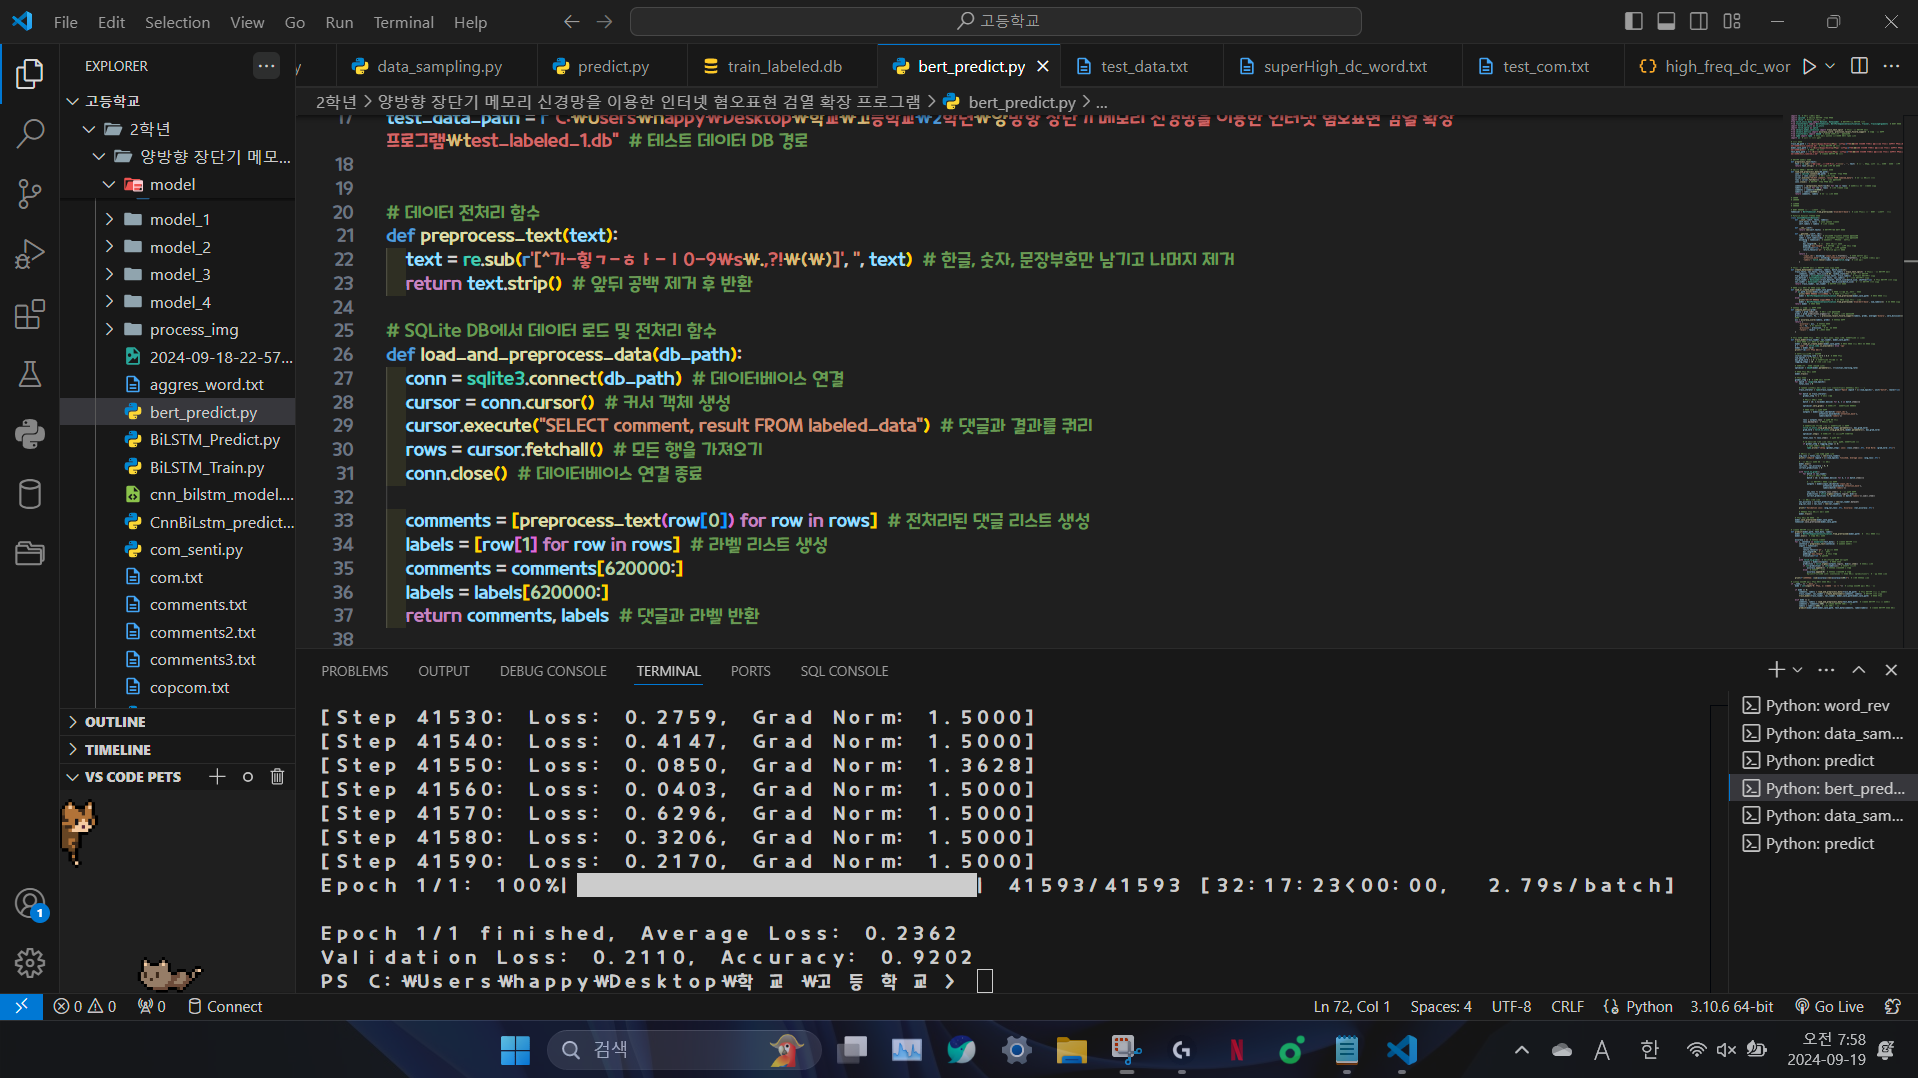 File Edit Selection View Go Run Terminal Help
고등학교
EXPLORER
y data_sampling.py predict.py train_labeled.db bert_predict.py test_data.txt superHigh_dc_word.txt test_com.txt high_freq_dc_wor
2학년 > 양방향 장단기 메모리 신경망을 이용한 인터넷 혐오표현 검열 확장 프로그램 > bert_predict.py > ...
고등학교
2학년
양방향 장단기 메모...
model
model_1
model_2
model_3
model_4
process_img
2024-09-18-22-57...
aggres_word.txt
bert_predict.py
BiLSTM_Predict.py
BiLSTM_Train.py
cnn_bilstm_model....
CnnBiLstm_predict...
com_senti.py
com.txt
comments.txt
comments2.txt
comments3.txt
copcom.txt
OUTLINE
TIMELINE
VS CODE PETS
17 test_data_path = r"C:₩Users₩happy₩Desktop₩학교₩고등학교₩2학년₩양방향 장단기 메모리 신경망을 이용한 인터넷 혐오표현 검열 확장
프로그램₩test_labeled_1.db" # 테스트 데이터 DB 경로
18
19
20 # 데이터 전처리 함수
21 def preprocess_text(text):
22 text = re.sub(r'[^가-힣ㄱ-ㅎㅏ-ㅣ0-9₩s₩.,?!₩(₩)]', '', text) # 한글, 숫자, 문장부호만 남기고 나머지 제거
23 return text.strip() # 앞뒤 공백 제거 후 반환
24
25 # SQLite DB에서 데이터 로드 및 전처리 함수
26 def load_and_preprocess_data(db_path):
27 conn = sqlite3.connect(db_path) # 데이터베이스 연결
28 cursor = conn.cursor() # 커서 객체 생성
29 cursor.execute("SELECT comment, result FROM labeled_data") # 댓글과 결과를 쿼리
30 rows = cursor.fetchall() # 모든 행을 가져오기
31 conn.close() # 데이터베이스 연결 종료
32
33 comments = [preprocess_text(row[0]) for row in rows] # 전처리된 댓글 리스트 생성
34 labels = [row[1] for row in rows] # 라벨 리스트 생성
35 comments = comments[620000:]
36 labels = labels[620000:]
37 return comments, labels # 댓글과 라벨 반환
38
PROBLEMS OUTPUT DEBUG CONSOLE TERMINAL PORTS SQL CONSOLE
[Step 41530: Loss: 0.2759, Grad Norm: 1.5000]
[Step 41540: Loss: 0.4147, Grad Norm: 1.5000]
[Step 41550: Loss: 0.0850, Grad Norm: 1.3628]
[Step 41560: Loss: 0.0403, Grad Norm: 1.5000]
[Step 41570: Loss: 0.6296, Grad Norm: 1.5000]
[Step 41580: Loss: 0.3206, Grad Norm: 1.5000]
[Step 41590: Loss: 0.2170, Grad Norm: 1.5000]
Epoch 1/1: 100%| | 41593/41593 [32:17:23<00:00, 2.79s/batch]
Epoch 1/1 finished, Average Loss: 0.2362
Validation Loss: 0.2110, Accuracy: 0.9202
PS C:₩Users₩happy₩Desktop₩학교₩고등학교>
Python: word_rev
Python: data_sam...
Python: predict
Python: bert_pred...
Python: data_sam...
Python: predict
1
0 0 0 Connect
Ln 72, Col 1 Spaces: 4 UTF-8 CRLF Python 3.10.6 64-bit Go Live
검색
A 한
오전 7:58
2024-09-19